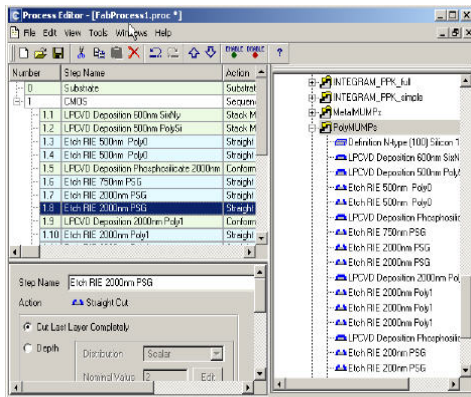 Process Editor - [FabProcess1.proc *]
File Edit View Tools Windows Help
ENABLE DISABLE ?
Number Step Name Action
0 Substrate Substrat
1 CMOS Sequen
1.1 LPCVD Deposition 600nm SixNy Stack M
1.2 LPCVD Deposition 500nm PolySi Stack M
1.3 Etch RIE 500nm Poly0 Straight
1.4 Etch RIE 500nm Poly0 Straight
1.5 LPCVD Deposition Phosphosilicate 2000nm Conform
1.6 Etch RIE 750nm PSG Straight
1.7 Etch RIE 2000nm PSG Straight
1.8 Etch RIE 2000nm PSG Straight
1.9 LPCVD Deposition 2000nm Poly1 Conform
1.10 Etch RIE 2000nm Poly1 Straight
Step Name Etch RIE 2000nm PSG
Action Straight Cut
Cut Last Layer Completely
Depth Distribution Scalar
Nominal Value 2 Edit
INTEGRAM_PPK_full
INTEGRAM_PPK_simple
MetalMUMPs
PolyMUMPs
Definition N-type (100) Silicon 1
LPCVD Deposition 600nm SixN
LPCVD Deposition 500nm Poly
Etch RIE 500nm Poly0
Etch RIE 500nm Poly0
LPCVD Deposition Phosphosilic
Etch RIE 750nm PSG
Etch RIE 2000nm PSG
Etch RIE 2000nm PSG
LPCVD Deposition 2000nm Pol
Etch RIE 2000nm Poly1
Etch RIE 2000nm Poly1
Etch RIE 2000nm Poly1
LPCVD Deposition Phosphosilic
Etch RIE 200nm PSG
Etch RIE 200nm PSG